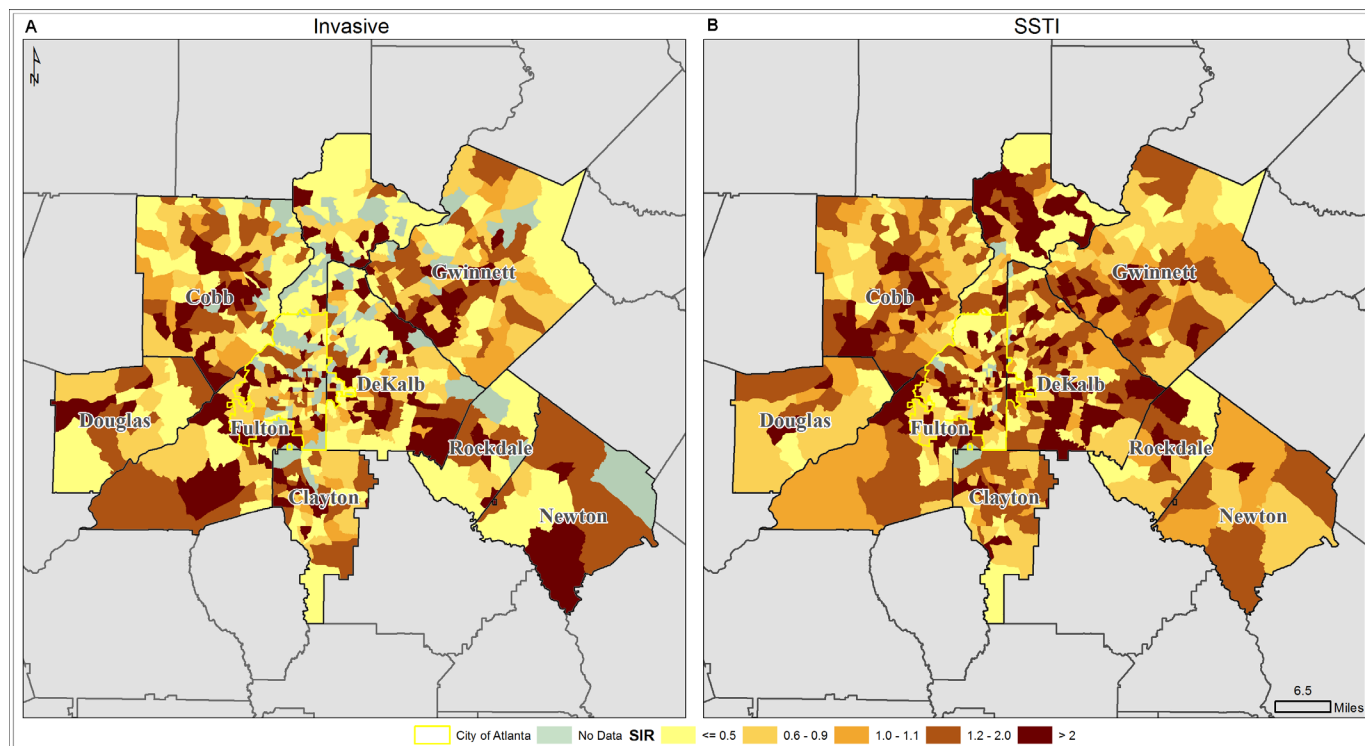 A Invasive
N
Cobb
Gwinnett
Douglas
Fulton
DeKalb
Rockdale
Clayton
Newton
B SSTI
Cobb
Gwinnett
Douglas
Fulton
DeKalb
Rockdale
Clayton
Newton
6.5
Miles
City of Atlanta No Data SIR <= 0.5 0.6 - 0.9 1.0 - 1.1 1.2 - 2.0 > 2